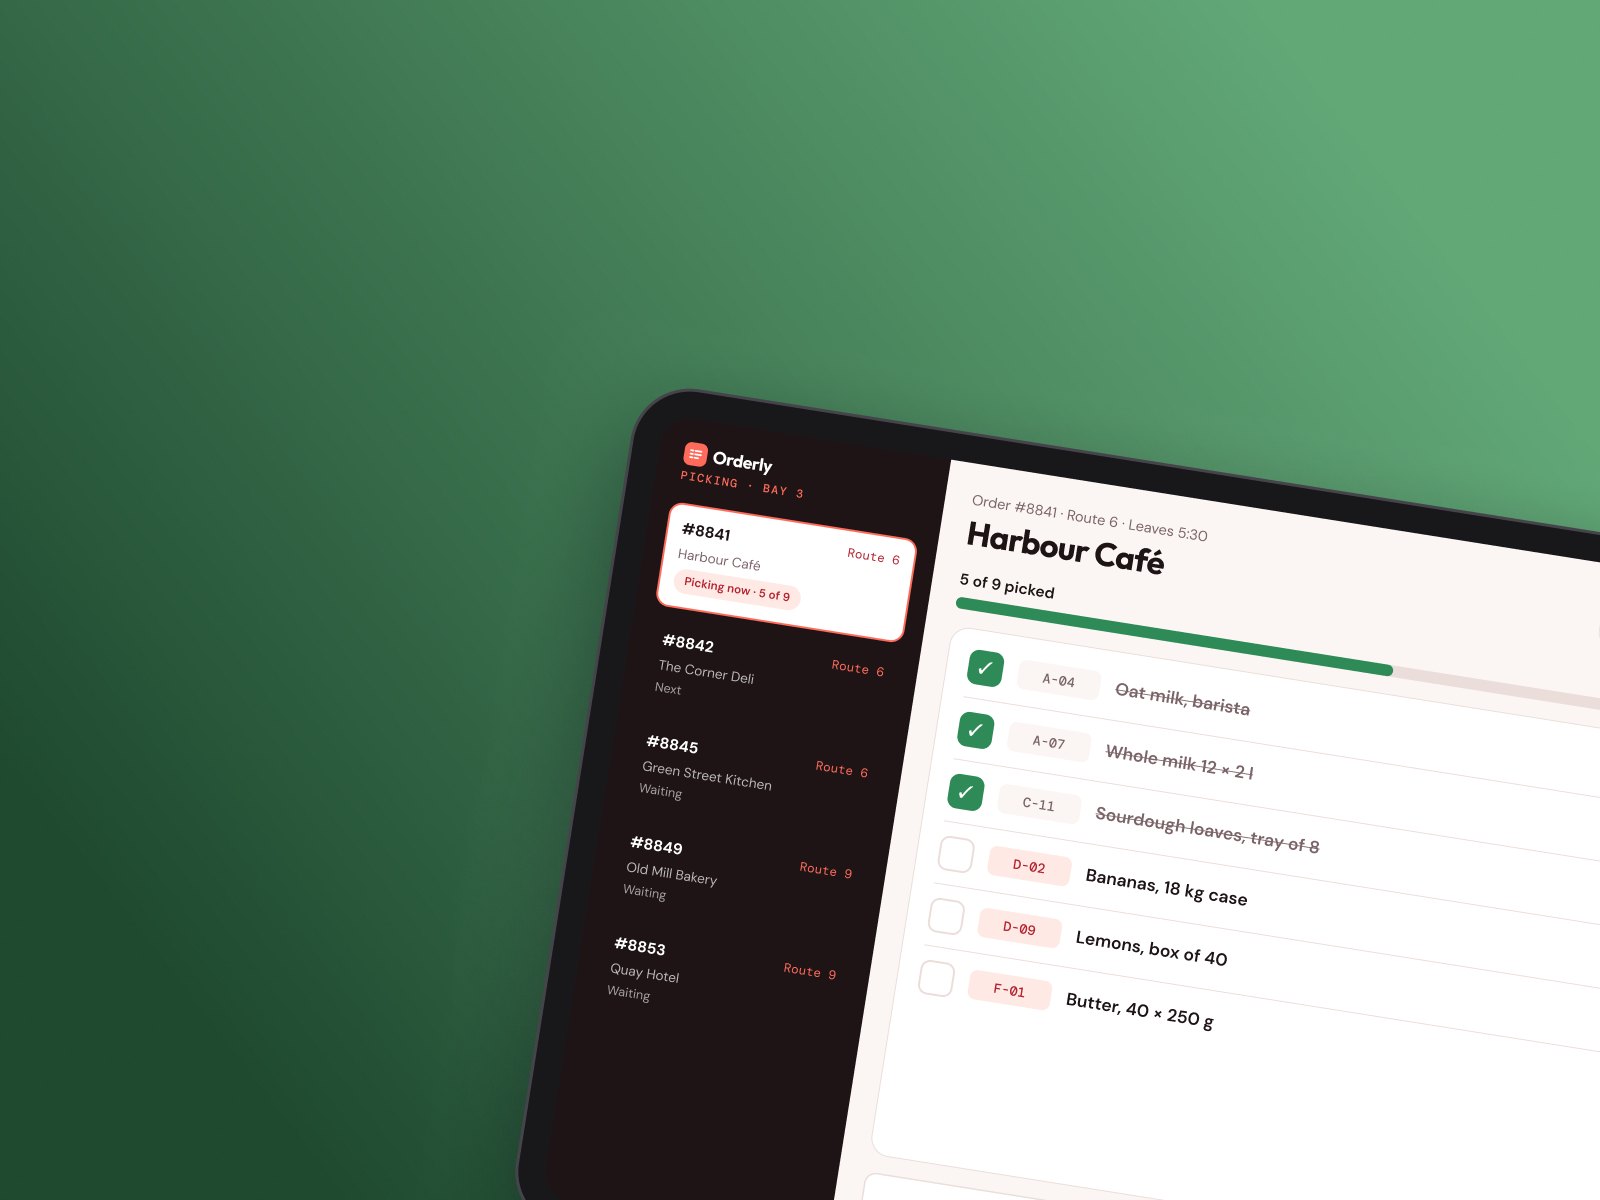 Orderly
PICKING · BAY 3
#8841
Route 6
Harbour Café
Picking now · 5 of 9
#8842
Route 6
The Corner Deli
Next
#8845
Route 6
Green Street Kitchen
Waiting
#8849
Route 9
Old Mill Bakery
Waiting
#8853
Route 9
Quay Hotel
Waiting
Order #8841 · Route 6 · Leaves 5:30
Harbour Café
5 of 9 picked
A-04 Oat milk, barista
A-07 Whole milk 12 × 2 l
C-11 Sourdough loaves, tray of 8
D-02 Bananas, 18 kg case
D-09 Lemons, box of 40
F-01 Butter, 40 × 250 g